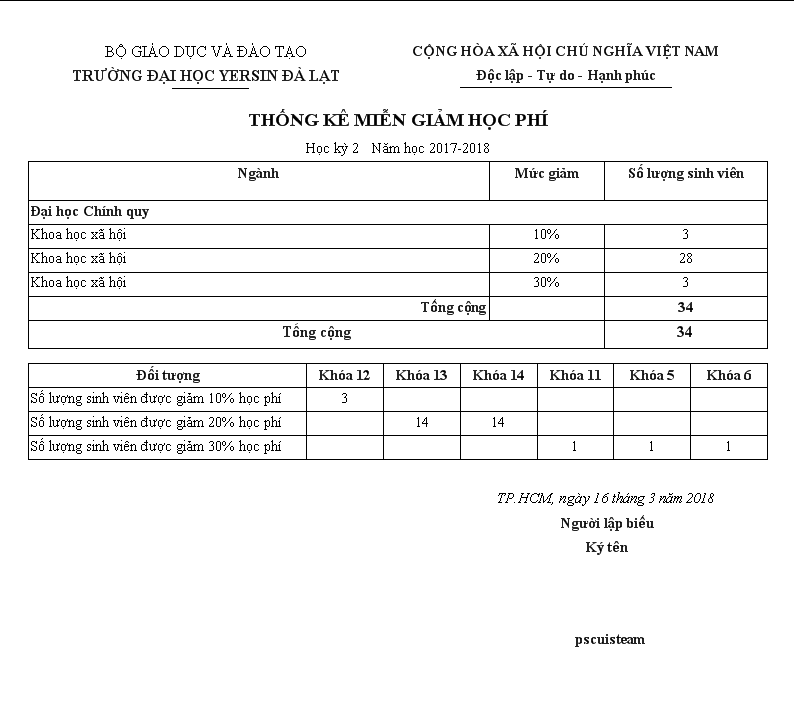 BỘ GIÁO DỤC VÀ ĐÀO TẠO
TRƯỜNG ĐẠI HỌC YERSIN ĐÀ LẠT
CỘNG HÒA XÃ HỘI CHỦ NGHĨA VIỆT NAM
Độc lập - Tự do - Hạnh phúc
THỐNG KÊ MIỄN GIẢM HỌC PHÍ
Học kỳ 2 Năm học 2017-2018
Ngành Mức giảm Số lượng sinh viên
Đại học Chính quy
Khoa học xã hội 10% 3
Khoa học xã hội 20% 28
Khoa học xã hội 30% 3
Tổng cộng 34
Tổng cộng 34
Đối tượng Khóa 12 Khóa 13 Khóa 14 Khóa 11 Khóa 5 Khóa 6
Số lượng sinh viên được giảm 10% học phí 3
Số lượng sinh viên được giảm 20% học phí 14 14
Số lượng sinh viên được giảm 30% học phí 1 1 1
TP.HCM, ngày 16 tháng 3 năm 2018
Người lập biểu
Ký tên
pscuisteam